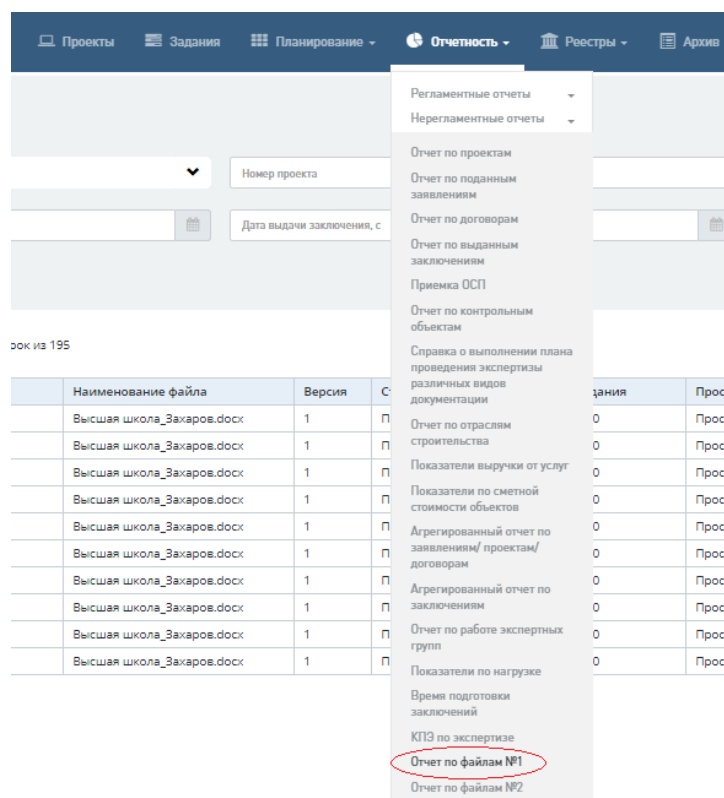 Проекты Задания Планирование Отчетность Реестры Архив
Регламентные отчеты
Нерегламентные отчеты
Отчет по проектам
Отчет по поданным
заявлениям
Отчет по договорам
Отчет по выданным
заключениям
Приемка ОСП
Отчет по контрольным
объектам
Справка о выполнении плана
проведения экспертизы
различных видов
документации
Отчет по отраслям
строительства
Показатели выручки от услуг
Показатели по сметной
стоимости объектов
Агрегированный отчет по
заявлениям/ проектам/
договорам
Агрегированный отчет по
заключениям
Отчет по работе экспертных
групп
Показатели по нагрузке
Время подготовки
заключений
КПЭ по экспертизе
Отчет по файлам №1
Отчет по файлам №2
Номер проекта
Дата выдачи заключения, с
из 195
Наименование файла Версия
Высшая школа_Захаров.docx 1
Высшая школа_Захаров.docx 1
Высшая школа_Захаров.docx 1
Высшая школа_Захаров.docx 1
Высшая школа_Захаров.docx 1
Высшая школа_Захаров.docx 1
Высшая школа_Захаров.docx 1
Высшая школа_Захаров.docx 1
Высшая школа_Захаров.docx 1
Высшая школа_Захаров.docx 1